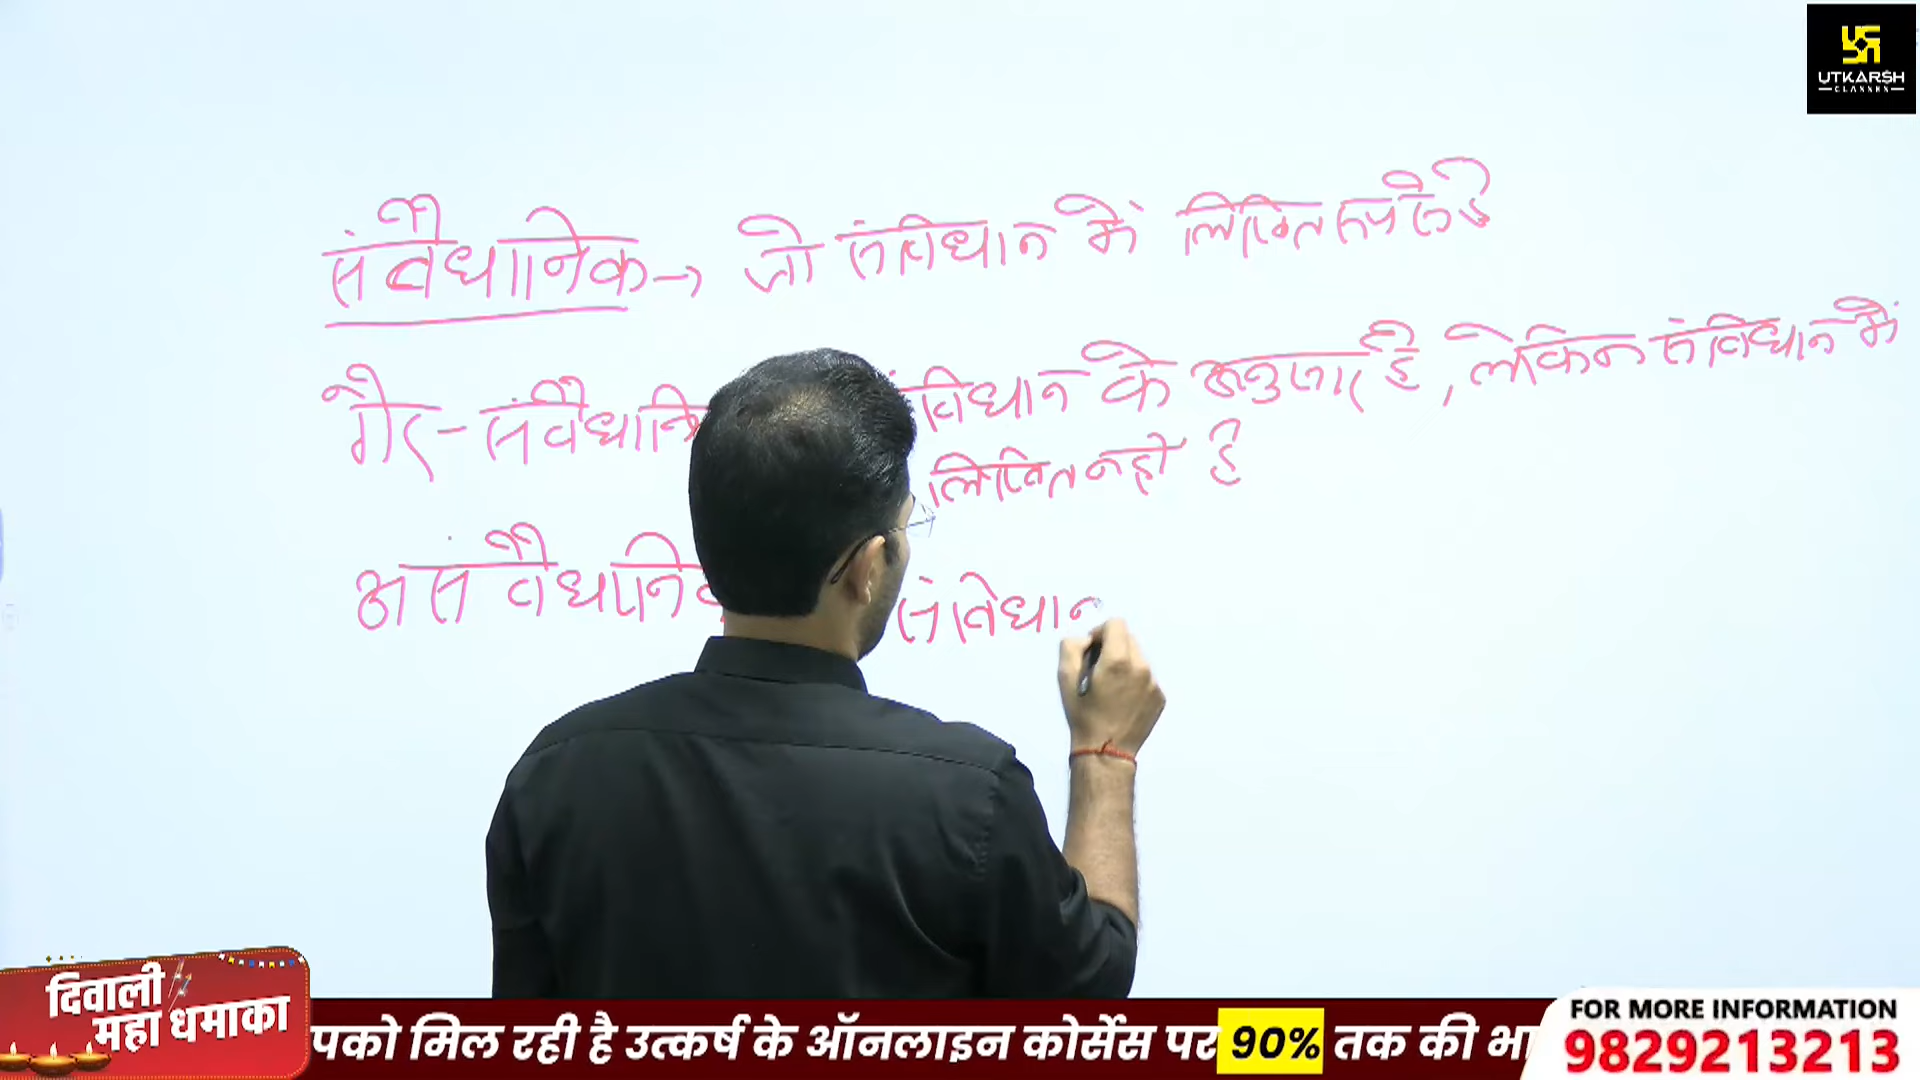 UTKARSH
CLASSES
संवैधानिक → जो संविधान में लिखित रूप से है
गैर-संवैधानि संविधान के अनुसार है, लेकिन संविधान में
लिखित नहीं है
असंवैधानिक संविधान
दिवाली
महा धमाका
पको मिल रही है उत्कर्ष के ऑनलाइन कोर्सेस पर 90% तक की भा
FOR MORE INFORMATION
9829213213